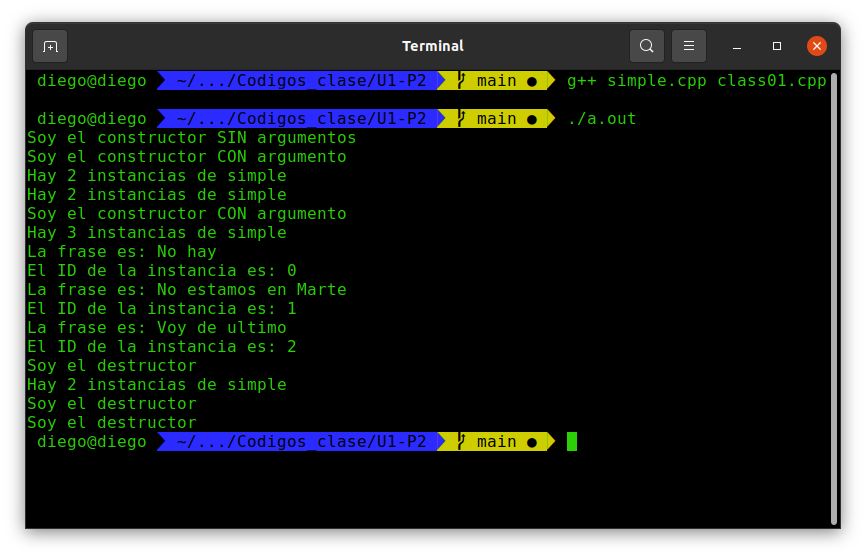 Terminal
diego@diego ~/.../Codigos_clase/U1-P2 main ● g++ simple.cpp class01.cpp
diego@diego ~/.../Codigos_clase/U1-P2 main ● ./a.out
Soy el constructor SIN argumentos
Soy el constructor CON argumento
Hay 2 instancias de simple
Hay 2 instancias de simple
Soy el constructor CON argumento
Hay 3 instancias de simple
La frase es: No hay
El ID de la instancia es: 0
La frase es: No estamos en Marte
El ID de la instancia es: 1
La frase es: Voy de ultimo
El ID de la instancia es: 2
Soy el destructor
Hay 2 instancias de simple
Soy el destructor
Soy el destructor
diego@diego ~/.../Codigos_clase/U1-P2 main ●